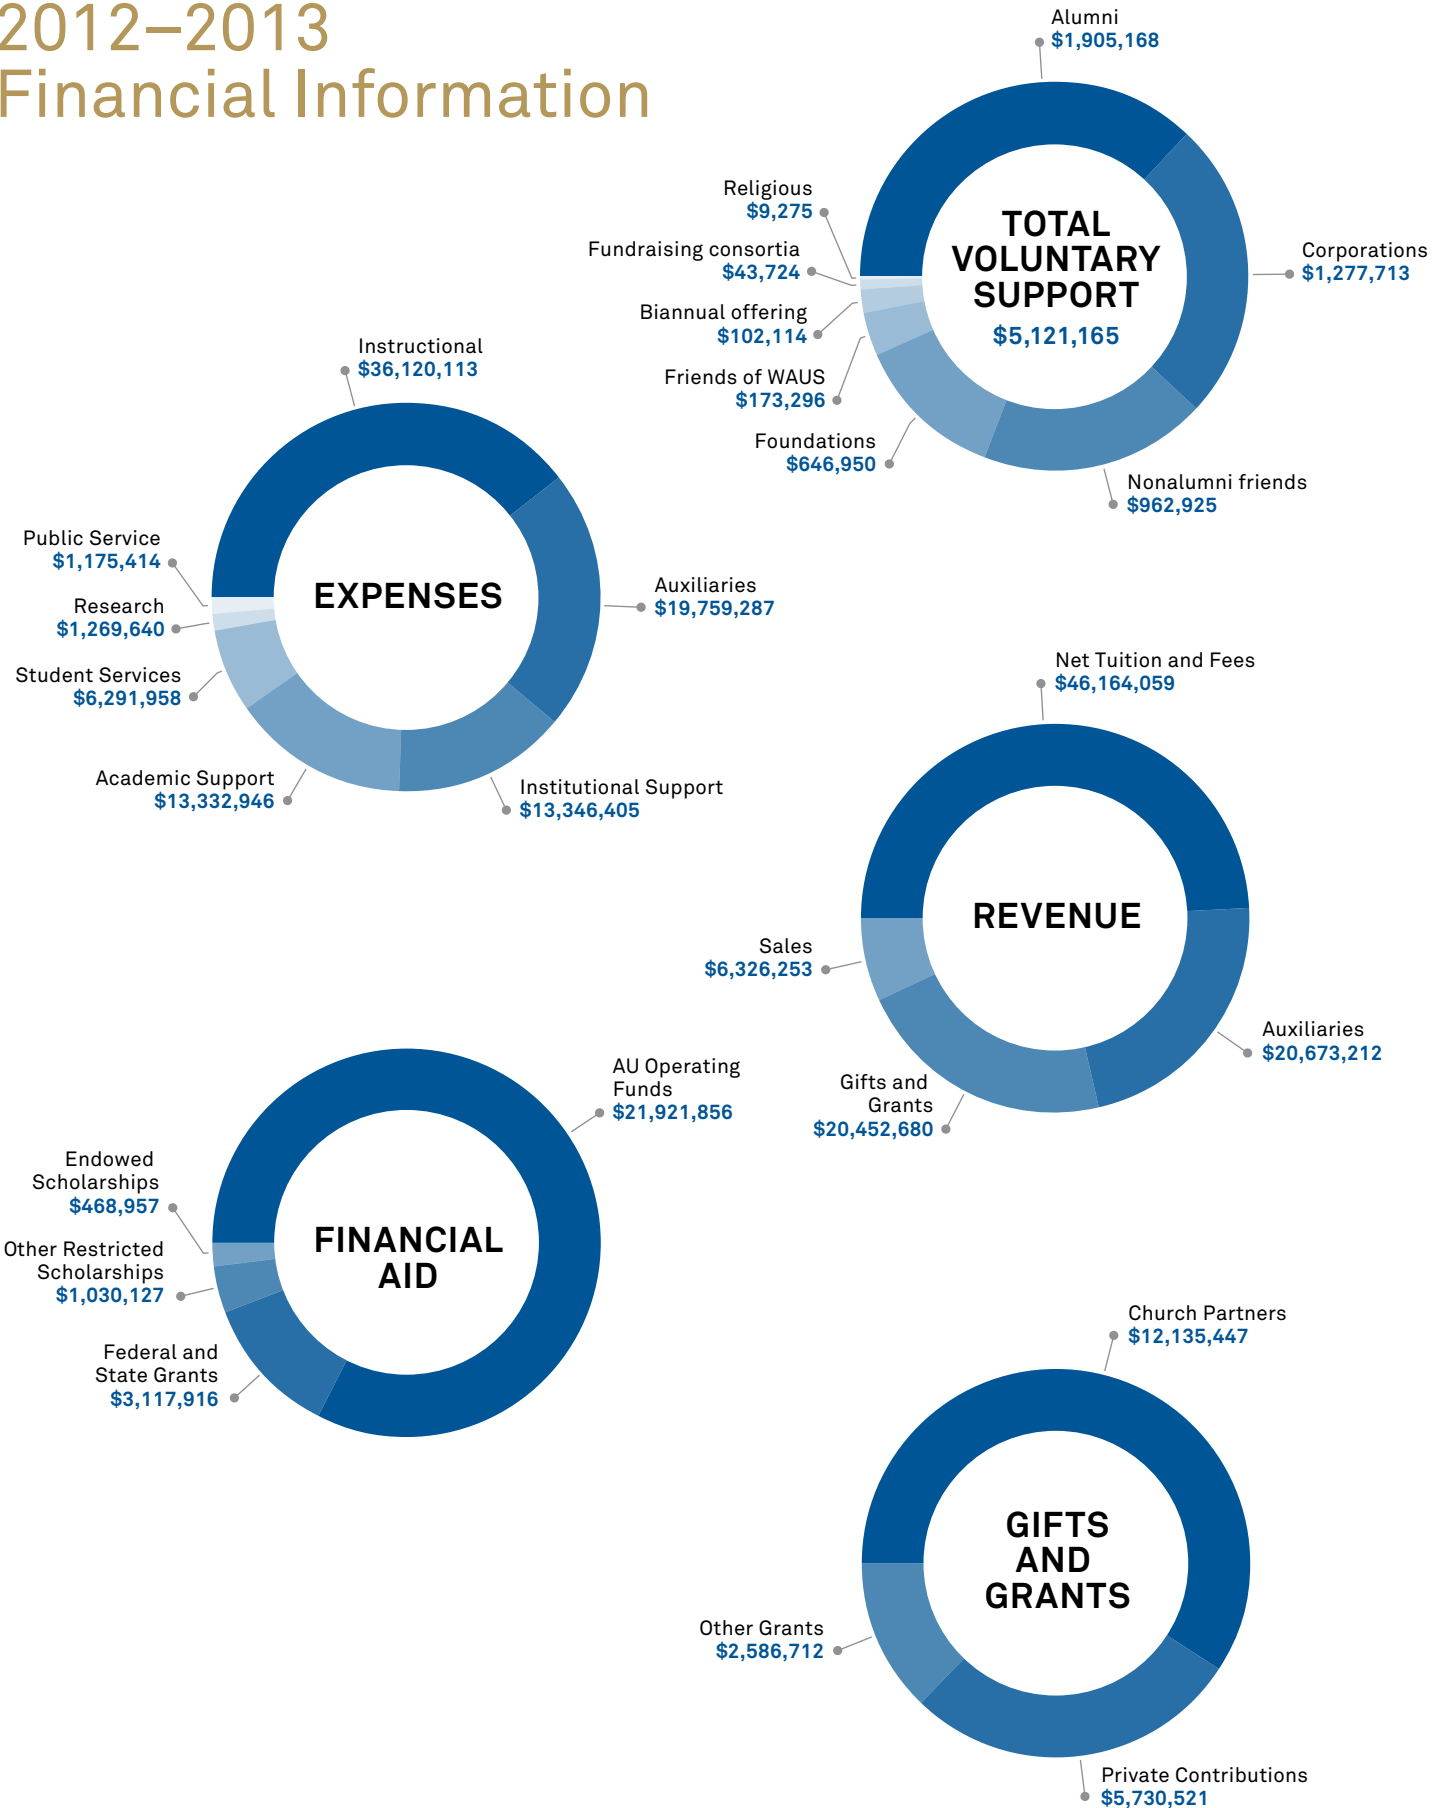 2012–2013
Financial Information
Alumni
$1,905,168
Religious
$9,275
Fundraising consortia
$43,724
Biannual offering
$102,114
Friends of WAUS
$173,296
Foundations
$646,950
TOTAL
VOLUNTARY
SUPPORT
$5,121,165
Corporations
$1,277,713
Nonalumni friends
$962,925
Instructional
$36,120,113
Public Service
$1,175,414
Research
$1,269,640
Student Services
$6,291,958
Academic Support
$13,332,946
EXPENSES
Auxiliaries
$19,759,287
Institutional Support
$13,346,405
Net Tuition and Fees
$46,164,059
REVENUE
Sales
$6,326,253
Gifts and
Grants
$20,452,680
Auxiliaries
$20,673,212
AU Operating
Funds
$21,921,856
Endowed
Scholarships
$468,957
Other Restricted
Scholarships
$1,030,127
Federal and
State Grants
$3,117,916
FINANCIAL
AID
Church Partners
$12,135,447
GIFTS
AND
GRANTS
Other Grants
$2,586,712
Private Contributions
$5,730,521